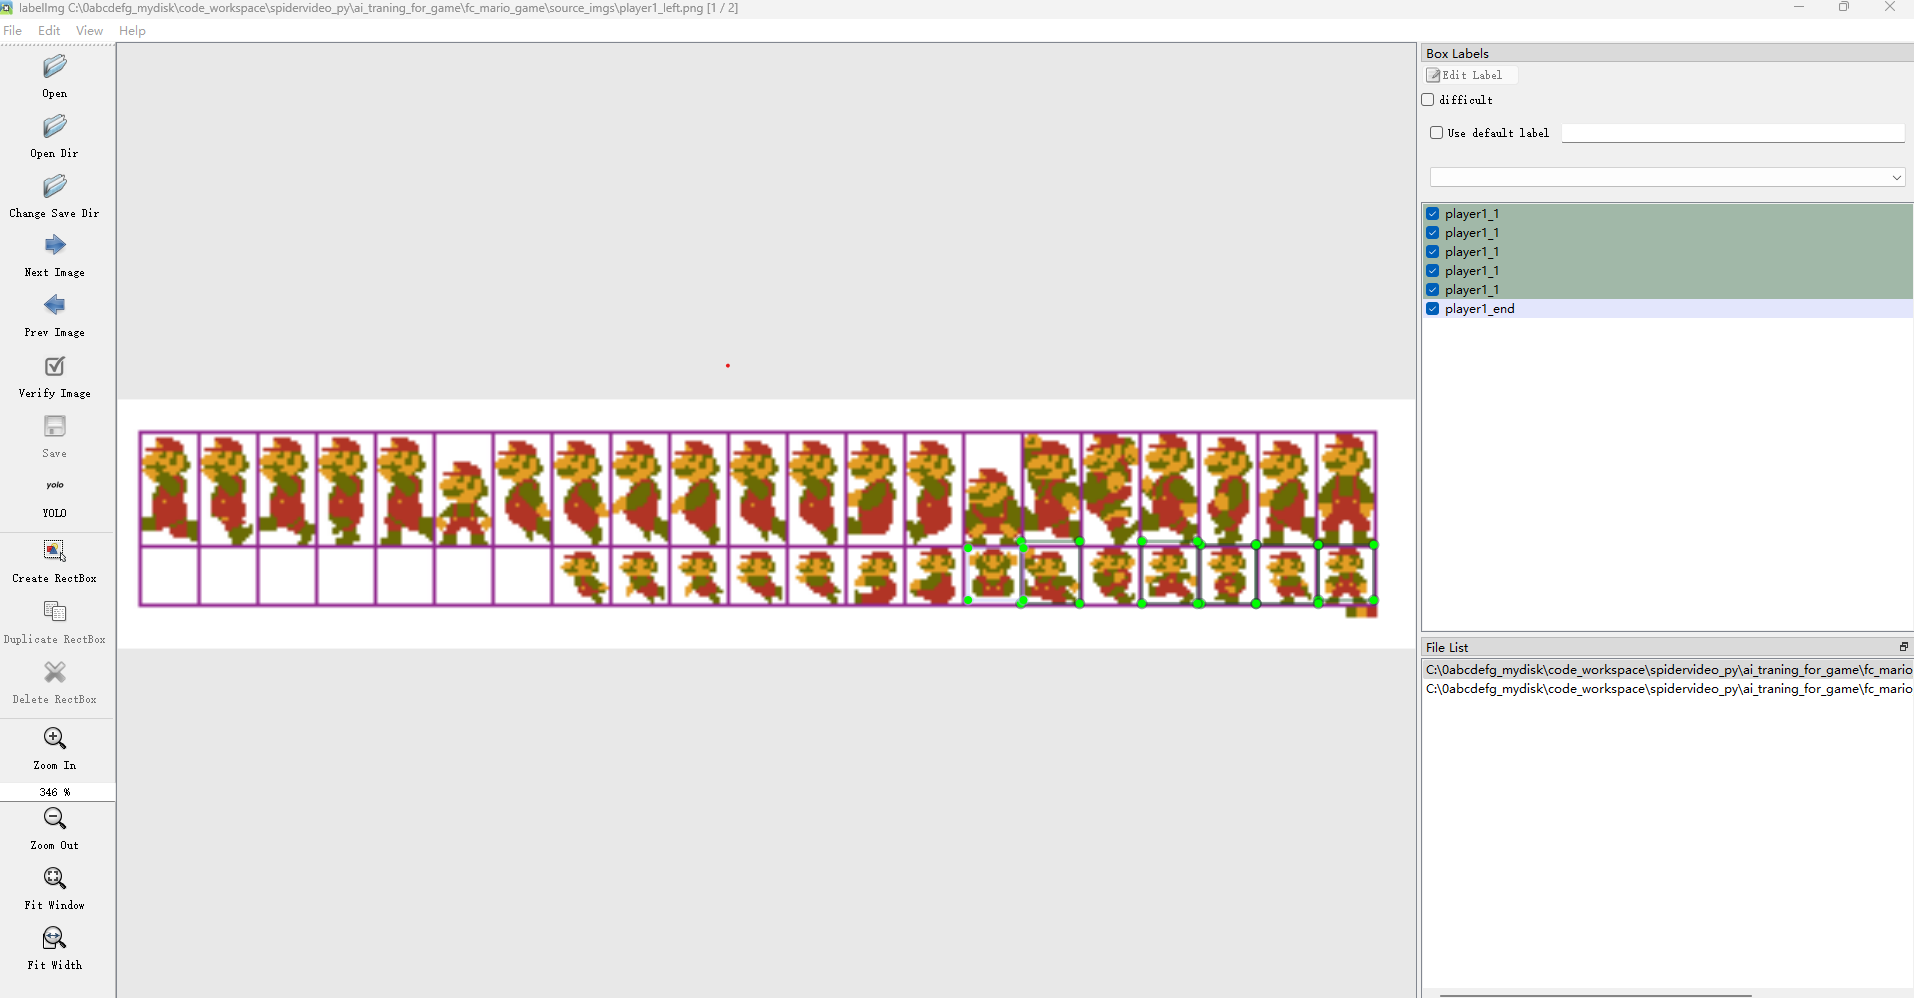 labelImg C:\0abcdefg_mydisk\code_workspace\spidervideo_py\ai_traning_for_game\fc_mario_game\source_imgs\player1_left.png [1 / 2]
File Edit View Help
Open
Open Dir
Change Save Dir
Next Image
Prev Image
Verify Image
Save
yolo
YOLO
Create RectBox
Duplicate RectBox
Delete RectBox
Zoom In
346 %
Zoom Out
Fit Window
Fit Width
Box Labels
Edit Label
difficult
Use default label
player1_1
player1_1
player1_1
player1_1
player1_1
player1_end
File List
C:\0abcdefg_mydisk\code_workspace\spidervideo_py\ai_traning_for_game\fc_mario
C:\0abcdefg_mydisk\code_workspace\spidervideo_py\ai_traning_for_game\fc_mario